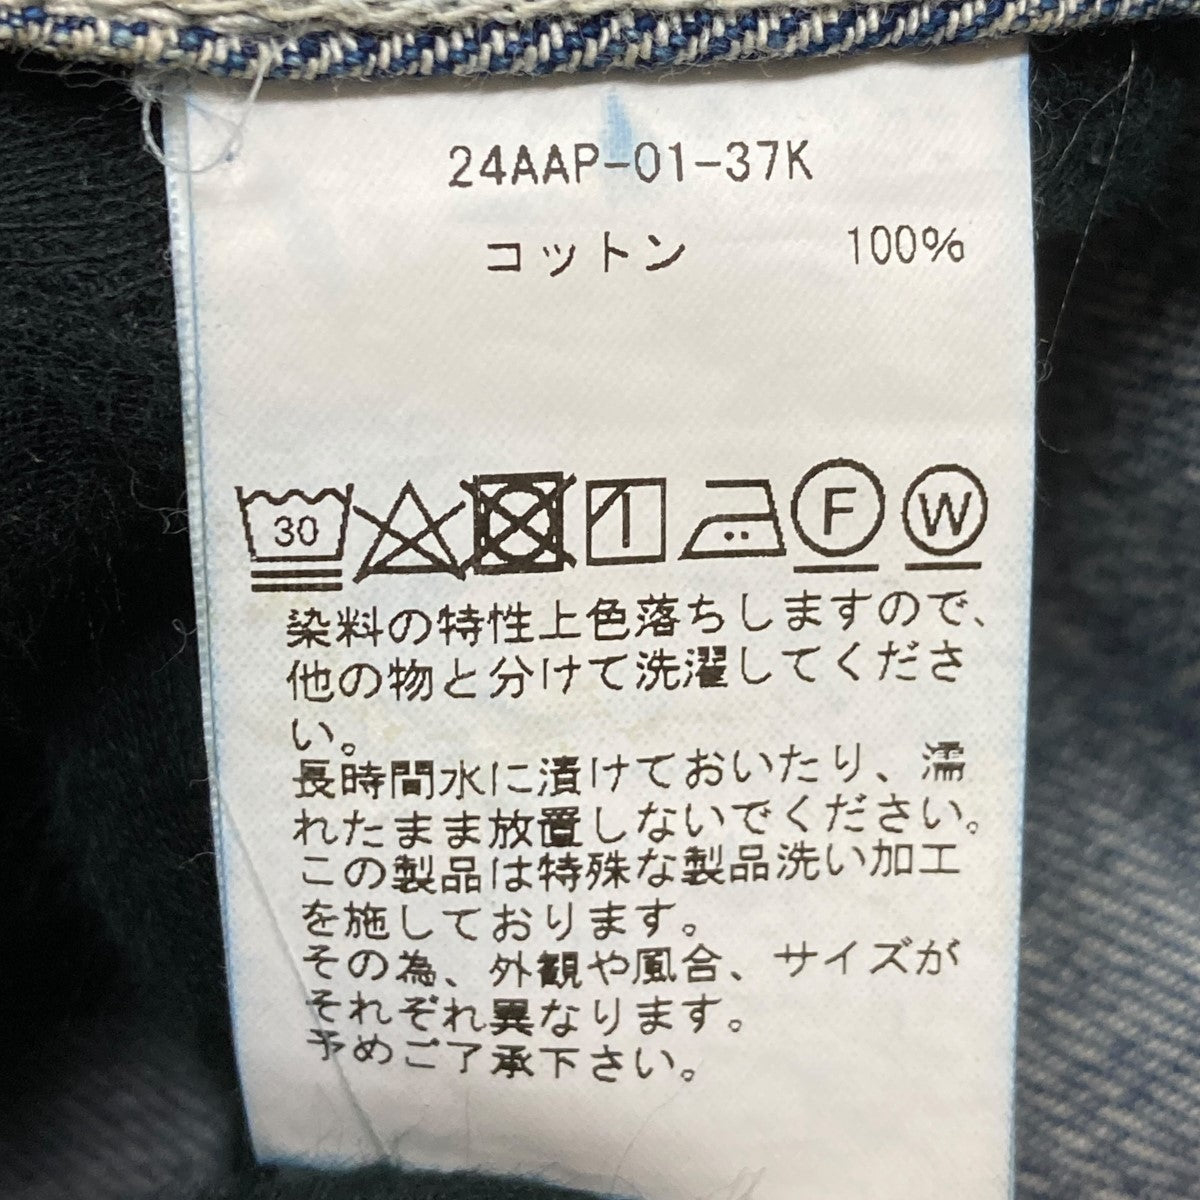 24AAP-01-37K
コットン 100%
30 F W
染料の特性上色落ちしますので、
他の物と分けて洗濯してくださ
い。
長時間水に漬けておいたり、濡
れたまま放置しないでください。
この製品は特殊な製品洗い加工
を施しております。
その為、外観や風合、サイズが
それぞれ異なります。
予めご了承下さい。